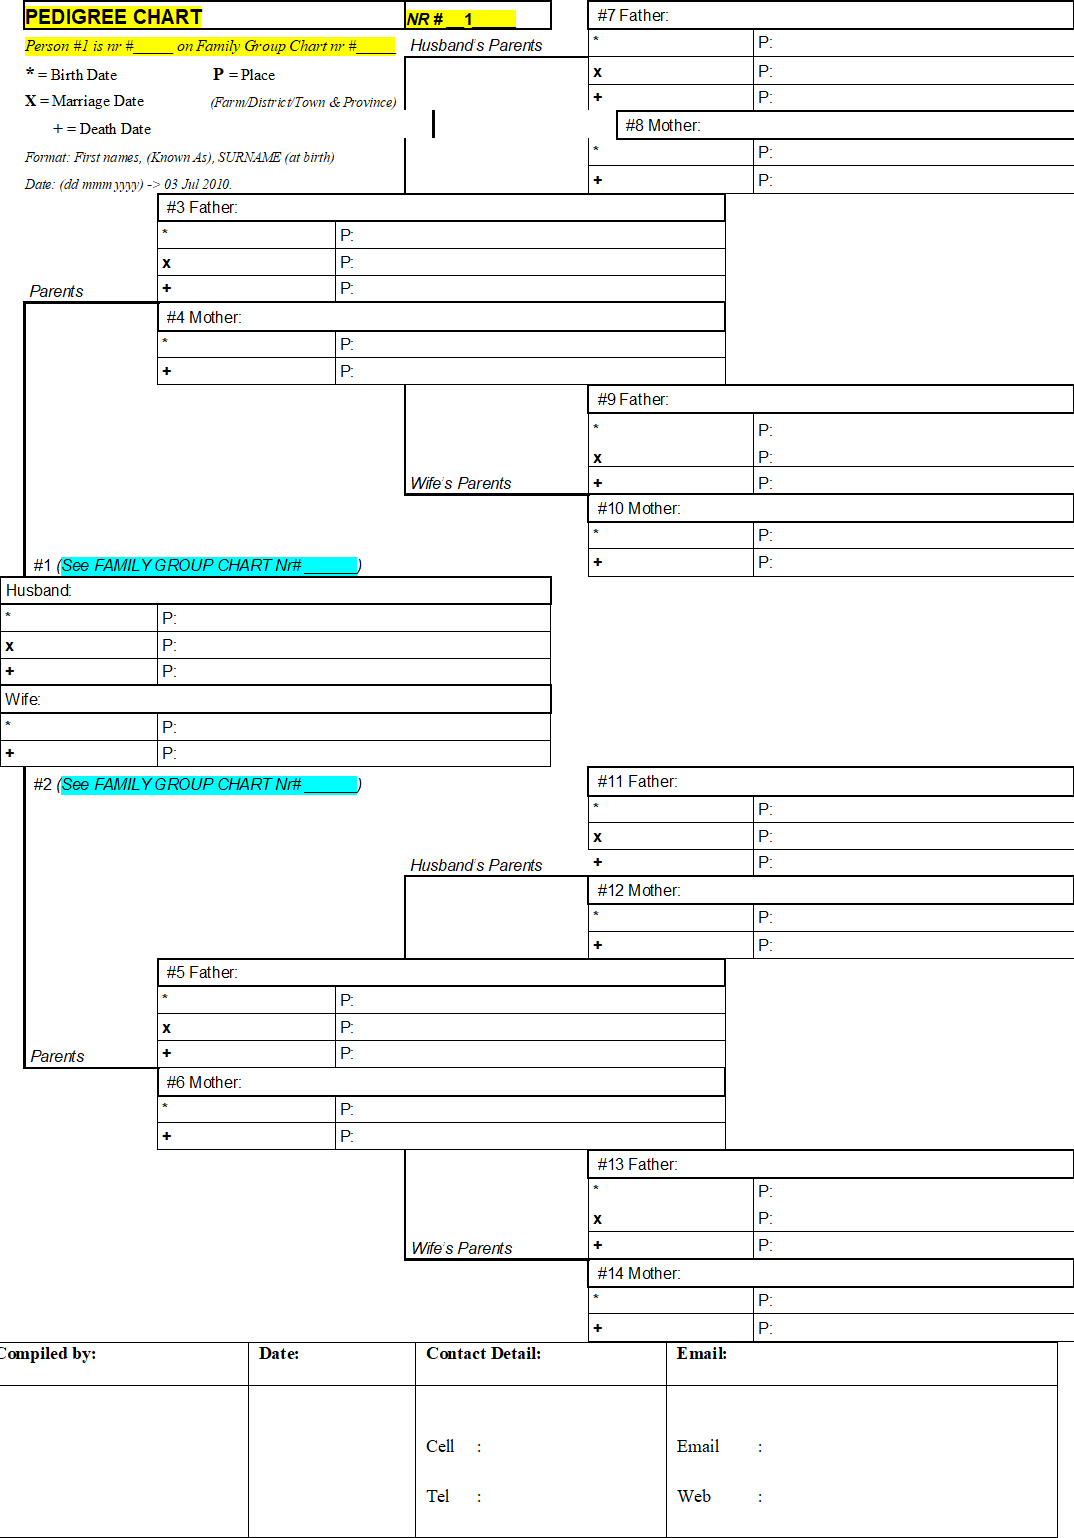 PEDIGREE CHART
NR # __1_____
Person #1 is nr #_____ on Family Group Chart nr #_____
* = Birth Date P = Place
X = Marriage Date (Farm/District/Town & Province)
+ = Death Date
Format: First names, (Known As), SURNAME (at birth)
Date: (dd mmm yyyy) -> 03 Jul 2010.
Husband's Parents
#7 Father:
* P:
x P:
+ P:
#8 Mother:
* P:
+ P:
#3 Father:
* P:
x P:
+ P:
Parents
#4 Mother:
* P:
+ P:
#9 Father:
* P:
x P:
+ P:
Wife's Parents
#10 Mother:
* P:
+ P:
#1 (See FAMILY GROUP CHART Nr# ______)
Husband:
* P:
x P:
+ P:
Wife:
* P:
+ P:
#2 (See FAMILY GROUP CHART Nr# ______)
#11 Father:
* P:
x P:
+ P:
Husband's Parents
#12 Mother:
* P:
+ P:
#5 Father:
* P:
x P:
+ P:
Parents
#6 Mother:
* P:
+ P:
#13 Father:
* P:
x P:
+ P:
Wife's Parents
#14 Mother:
* P:
+ P:
Compiled by: Date: Contact Detail: Email:
Cell : Email :
Tel : Web :